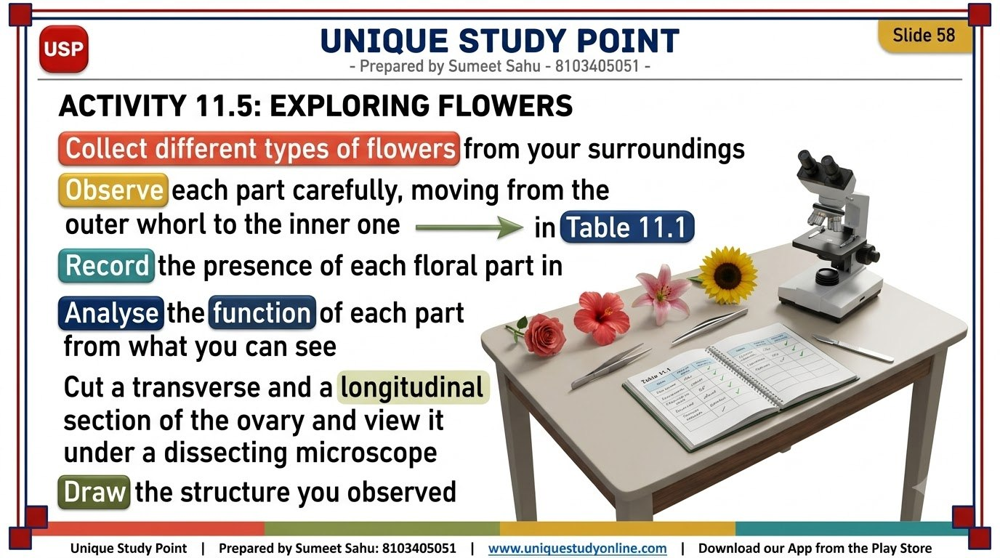 USP
UNIQUE STUDY POINT
Slide 58
- Prepared by Sumeet Sahu - 8103405051 -
ACTIVITY 11.5: EXPLORING FLOWERS
Collect different types of flowers from your surroundings
Observe each part carefully, moving from the
outer whorl to the inner one in Table 11.1
Record the presence of each floral part in
Analyse the function of each part
from what you can see
Cut a transverse and a longitudinal
section of the ovary and view it
under a dissecting microscope
Draw the structure you observed
Table 11.1
Unique Study Point | Prepared by Sumeet Sahu: 8103405051 | www.uniquestudyonline.com | Download our App from the Play Store